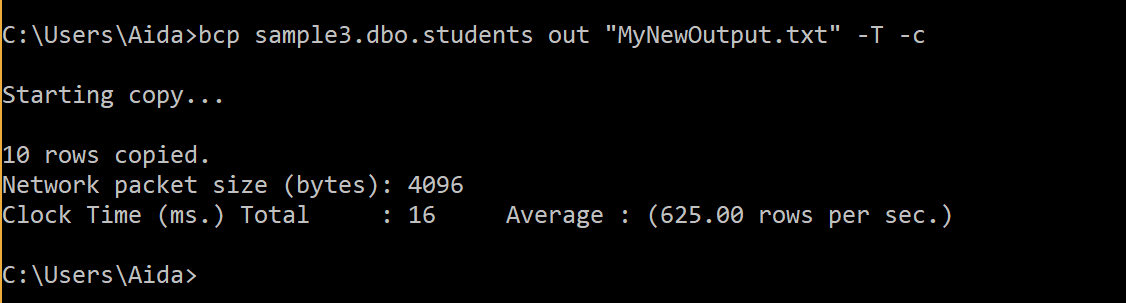 C:\Users\Aida>bcp sample3.dbo.students out "MyNewOutput.txt" -T -c
Starting copy...
10 rows copied.
Network packet size (bytes): 4096
Clock Time (ms.) Total     : 16     Average : (625.00 rows per sec.)
C:\Users\Aida>